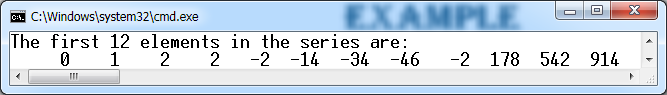 EXAMPLE
C:\Windows\system32\cmd.exe
The first 12 elements in the series are:
0 1 2 2 -2 -14 -34 -46 -2 178 542 914